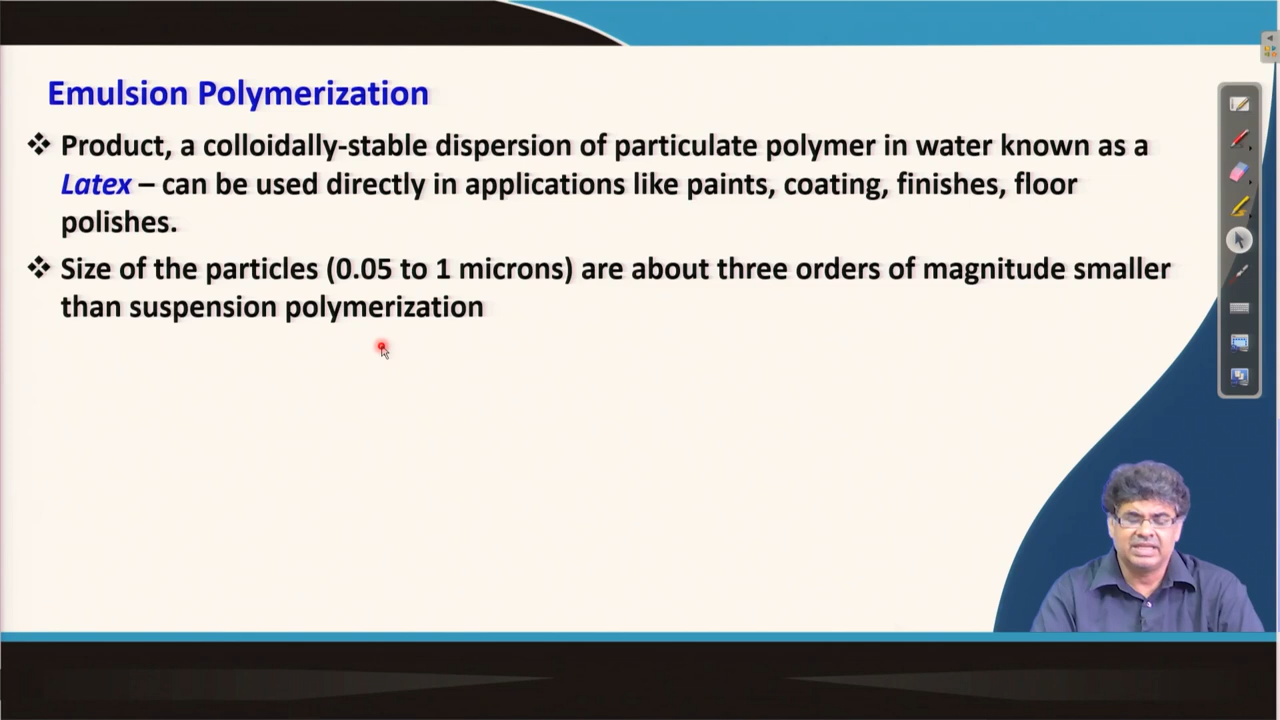 Emulsion Polymerization
❖ Product, a colloidally-stable dispersion of particulate polymer in water known as a
Latex – can be used directly in applications like paints, coating, finishes, floor
polishes.
❖ Size of the particles (0.05 to 1 microns) are about three orders of magnitude smaller
than suspension polymerization